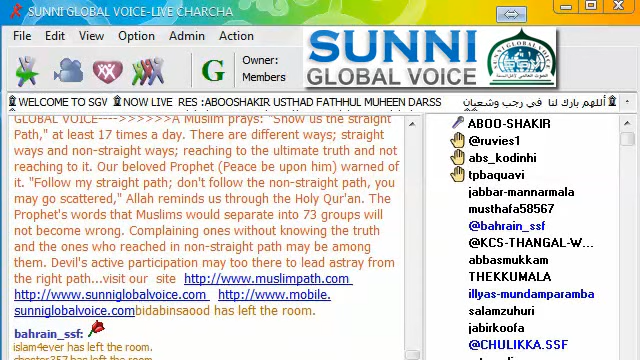 SUNNI GLOBAL VOICE-LIVE CHARCHA
File Edit View Option Admin Action
SUNNI
GLOBAL VOICE
SUNNI GLOBAL VOICE
G
Owner:
Members
WELCOME TO SGV NOW LIVE RES :ABOOSHAKIR USTHAD FATHHUL MUHEEN DARSS أللهم بارك لنا في رجب وشعبان
GLOBAL VOICE---->>>>>>A Muslim prays: "Show us the straight
Path," at least 17 times a day. There are different ways; straight
ways and non-straight ways; reaching to the ultimate truth and not
reaching to it. Our beloved Prophet (Peace be upon him) warned of
it. "Follow my straight path; don't follow the non-straight path, you
may go scattered," Allah reminds us through the Holy Qur'an. The
Prophet's words that Muslims would separate into 73 groups will
not become wrong. Complaining ones without knowing the truth
and the ones who reached in non-straight path may be among
them. Devil's active participation may too there to lead astray from
the right path...visit our site http://www.muslimpath.com
http://www.sunniglobalvoice.com http://www.mobile.
sunniglobalvoice.combidabinsaood has left the room.
bahrain_ssf:
islam4ever has left the room.
chester357 has left the room.
ABOO-SHAKIR
@ruvies1
abs_kodinhi
tpbaquavi
jabbar-mannarmala
musthafa58567
@bahrain_ssf
@KCS-THANGAL-W...
abbasmukkam
THEKKUMALA
illyas-mundamparamba
salamzuhuri
jabirkoofa
@CHULIKKA.SSF